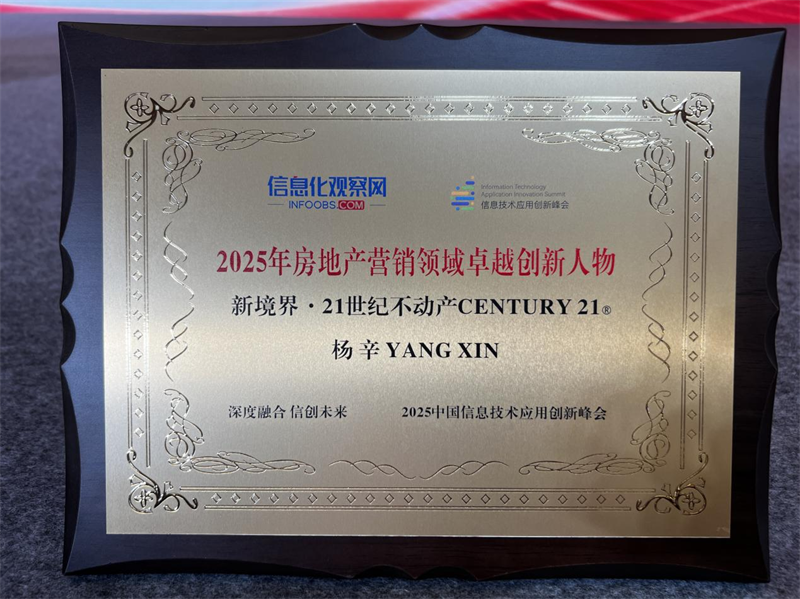 信息化观察网
INFOOBS.COM
Information Technology
Application Innovation Summit
信息技术应用创新峰会
2025年房地产营销领域卓越创新人物
新境界·21世纪不动产CENTURY 21®
杨辛YANG XIN
深度融合 信创未来 2025中国信息技术应用创新峰会